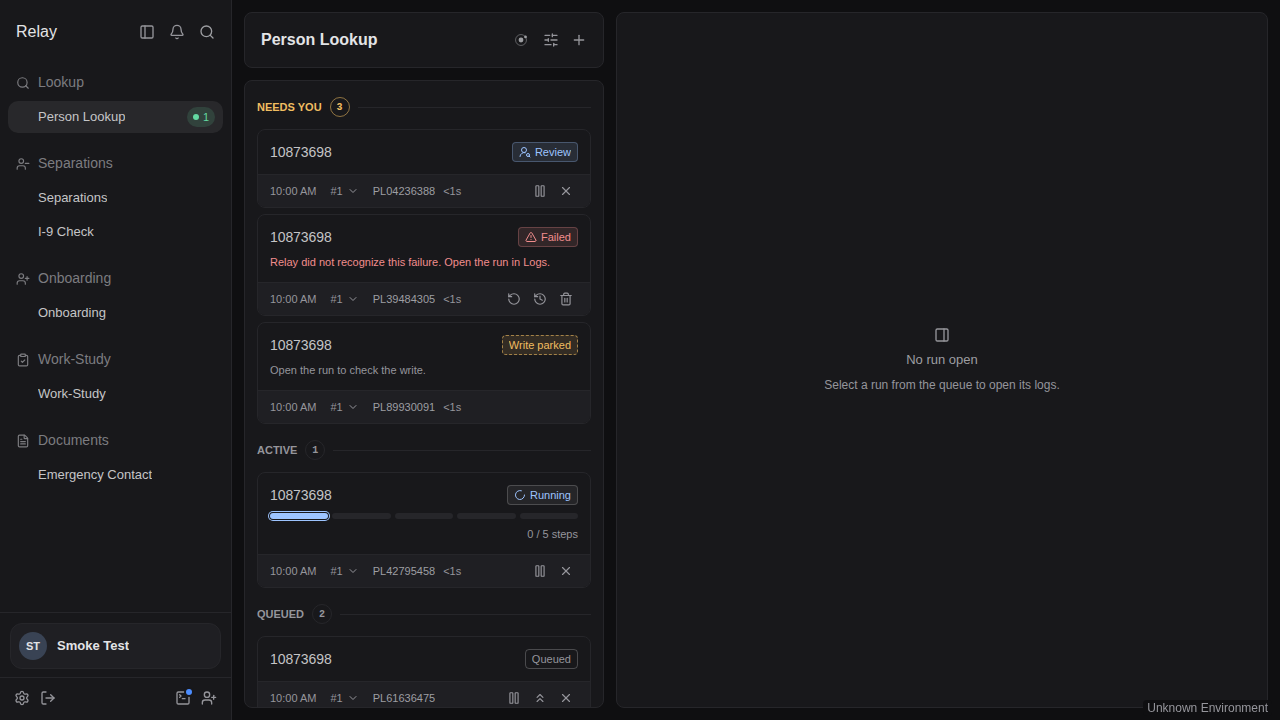 Relay
Lookup
Person Lookup
1
Separations
Separations
I-9 Check
Onboarding
Onboarding
Work-Study
Work-Study
Documents
Emergency Contact
ST
Smoke Test
Person Lookup
NEEDS YOU 3
10873698
Review
10:00 AM #1 PL04236388 <1s
10873698
Failed
Relay did not recognize this failure. Open the run in Logs.
10:00 AM #1 PL39484305 <1s
10873698
Write parked
Open the run to check the write.
10:00 AM #1 PL89930091 <1s
ACTIVE 1
10873698
Running
0 / 5 steps
10:00 AM #1 PL42795458 <1s
QUEUED 2
10873698
Queued
10:00 AM #1 PL61636475
No run open
Select a run from the queue to open its logs.
Unknown Environment